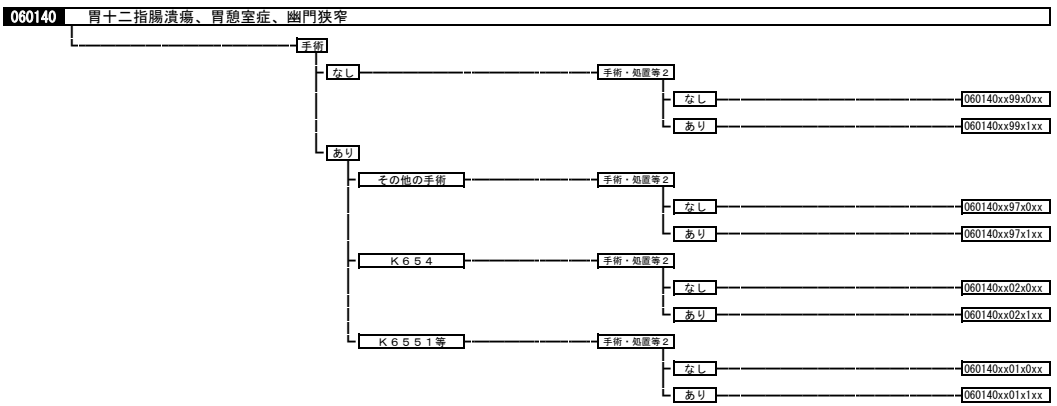 060140 胃十二指腸潰瘍、胃憩室症、幽門狭窄
手術
なし 手術・処置等２
なし 060140xx99x0xx
あり 060140xx99x1xx
あり
その他の手術 手術・処置等２
なし 060140xx97x0xx
あり 060140xx97x1xx
Ｋ６５４ 手術・処置等２
なし 060140xx02x0xx
あり 060140xx02x1xx
Ｋ６５５１等 手術・処置等２
なし 060140xx01x0xx
あり 060140xx01x1xx